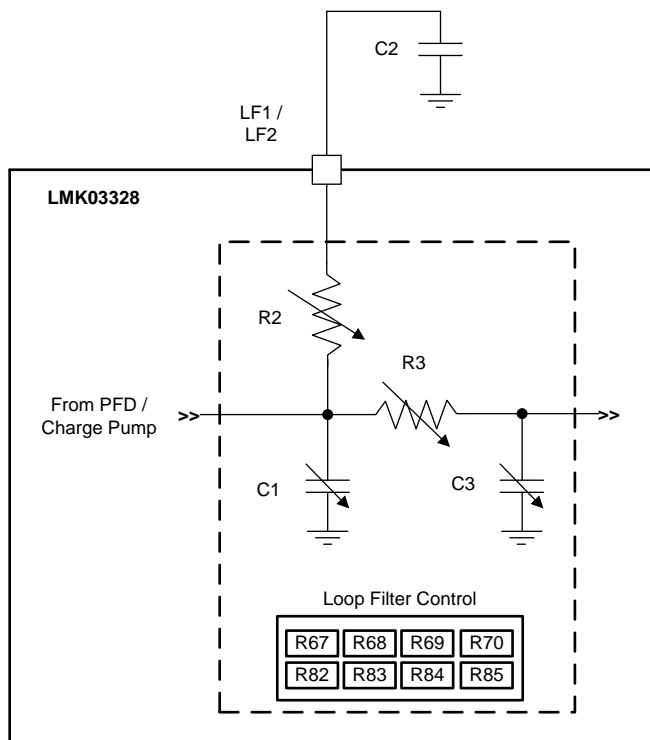 C2
LF1 /
LF2
LMK03328
R2
R3
From PFD /
Charge Pump
>>
>>
C1
C3
Loop Filter Control
R67 R68 R69 R70
R82 R83 R84 R85